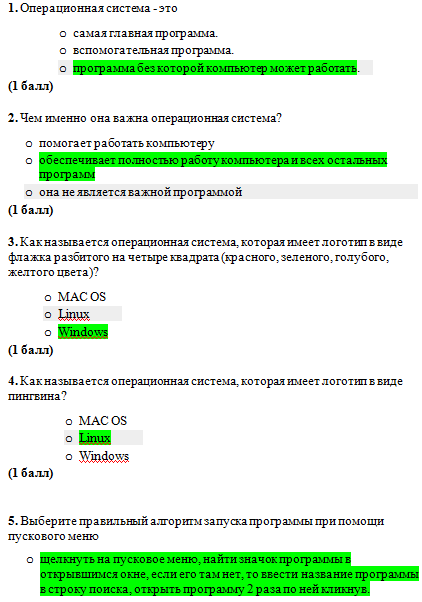 1. Операционная система - это
o самая главная программа.
o вспомогательная программа.
o программа без которой компьютер может работать.
(1 балл)
2. Чем именно она важна операционная система?
o помогает работать компьютеру
o обеспечивает полностью работу компьютера и всех остальных
программ
o она не является важной программой
(1 балл)
3. Как называется операционная система, которая имеет логотип в виде
флажка разбитого на четыре квадрата (красного, зеленого, голубого,
желтого цвета)?
o MAC OS
o Linux
o Windows
(1 балл)
4. Как называется операционная система, которая имеет логотип в виде
пингвина?
o MAC OS
o Linux
o Windows
(1 балл)
5. Выберите правильный алгоритм запуска программы при помощи
пускового меню
o щелкнуть на пусковое меню, найти значок программы в
открывшимся окне, если его там нет, то ввести название программы
в строку поиска, открыть программу 2 раза по ней кликнув.